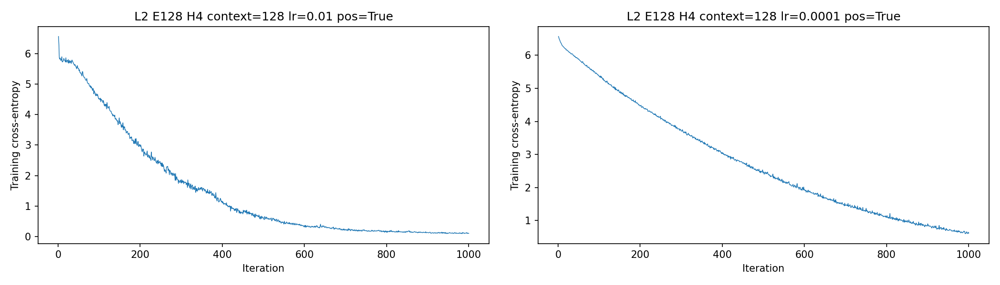 L2 E128 H4 context=128 lr=0.01 pos=True
Training cross-entropy
6
5
4
3
2
1
0
0 200 400 600 800 1000
Iteration
L2 E128 H4 context=128 lr=0.0001 pos=True
Training cross-entropy
6
5
4
3
2
1
0 200 400 600 800 1000
Iteration